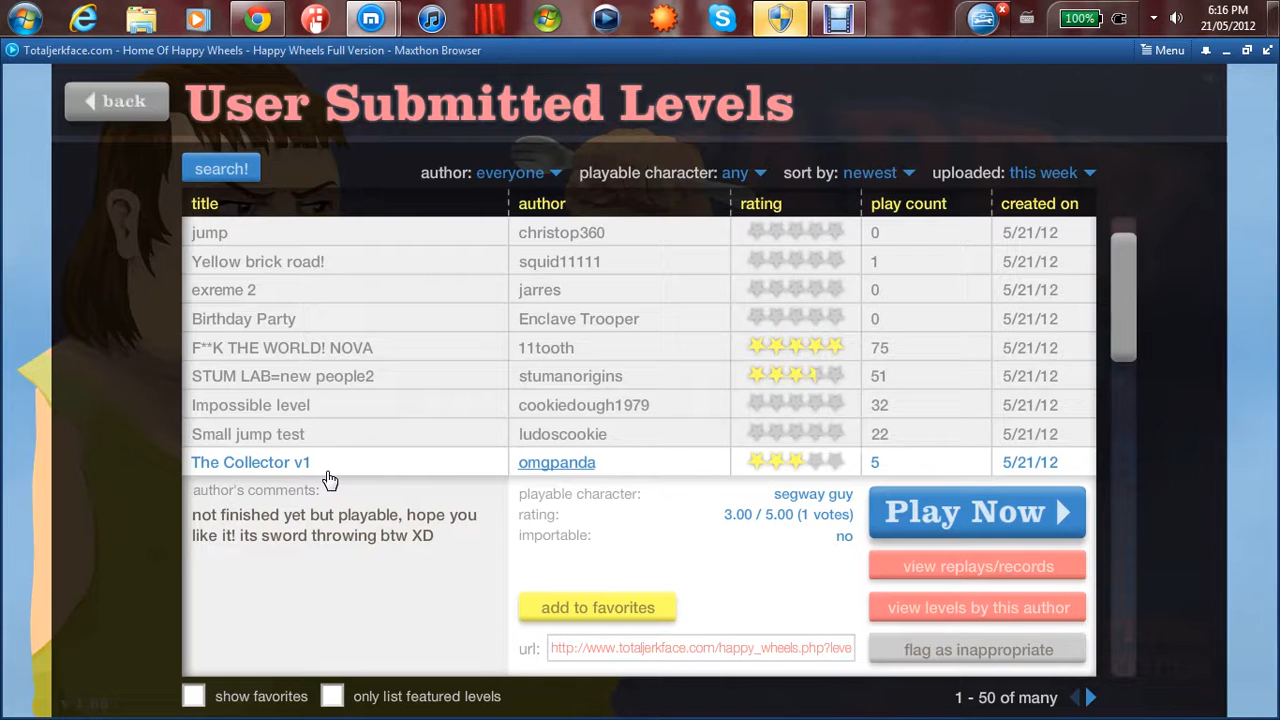 6:16 PM
100%
21/05/2012
Totaljerkface.com - Home Of Happy Wheels - Happy Wheels Full Version - Maxthon Browser
Menu
back
User Submitted Levels
search!
author: everyone
playable character: any
sort by: newest
uploaded: this week
title author rating play count created on
jump christop360 0 5/21/12
Yellow brick road! squid11111 1 5/21/12
exreme 2 jarres 0 5/21/12
Birthday Party Enclave Trooper 0 5/21/12
F**K THE WORLD! NOVA 11tooth 75 5/21/12
STUM LAB=new people2 stumanorigins 51 5/21/12
Impossible level cookiedough1979 32 5/21/12
Small jump test ludoscookie 22 5/21/12
The Collector v1 omgpanda 5 5/21/12
author's comments:
not finished yet but playable, hope you
like it! its sword throwing btw XD
playable character: segway guy
rating: 3.00 / 5.00 (1 votes)
importable: no
add to favorites
url: http://www.totaljerkface.com/happy_wheels.php?leve
Play Now
view replays/records
view levels by this author
flag as inappropriate
show favorites
only list featured levels
1 - 50 of many